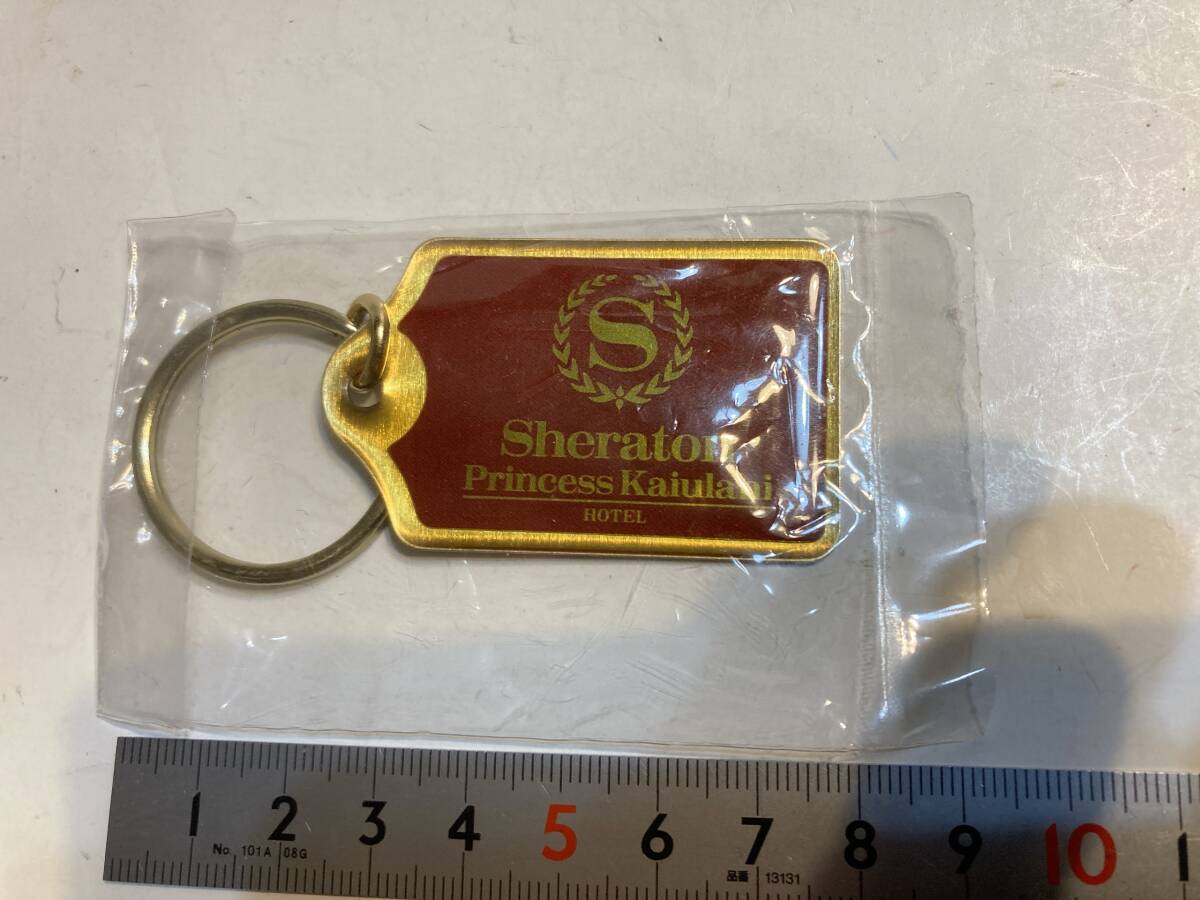 S
Sheraton
Princess Kaiulani
HOTEL
1 2 3 4 5 6 7 8 9 10 1
No. 101A 08G
品番 13131